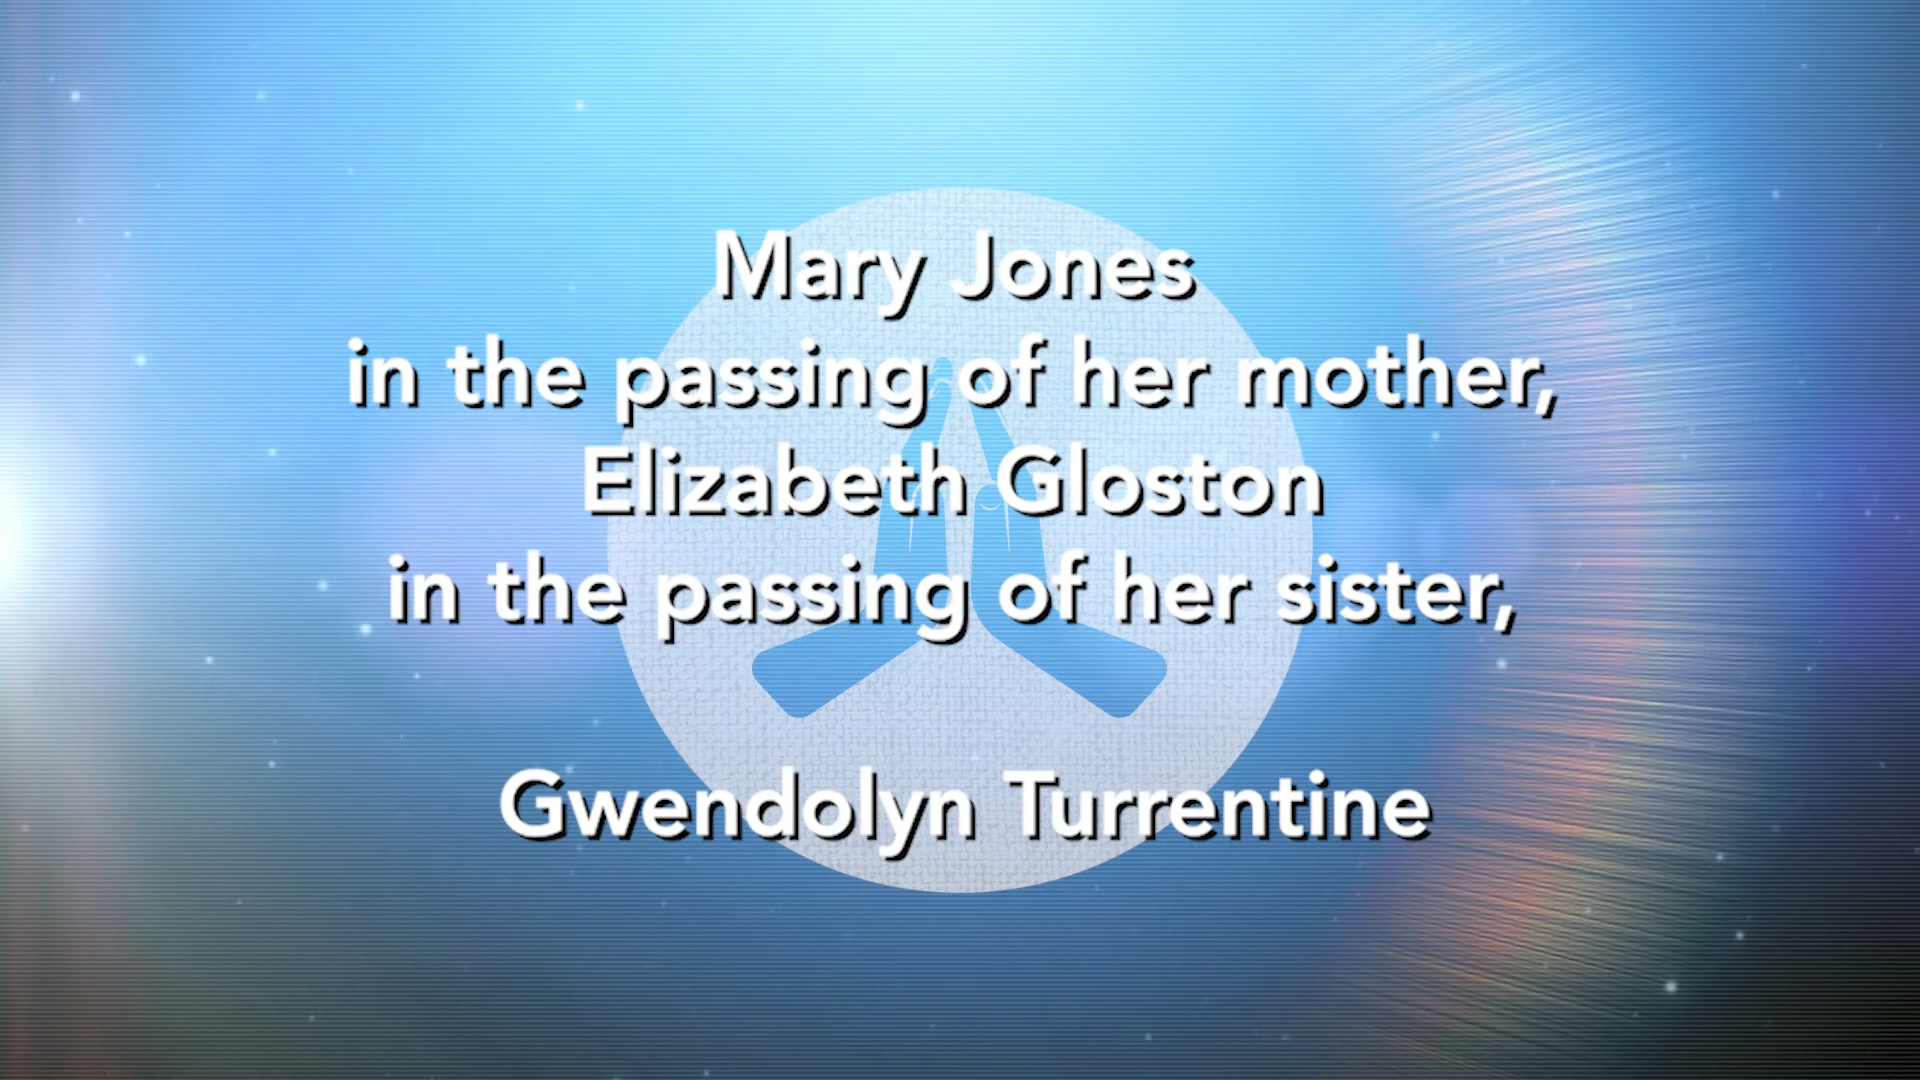 Mary Jones
in the passing of her mother,
Elizabeth Gloston
in the passing of her sister,
Gwendolyn Turrentine